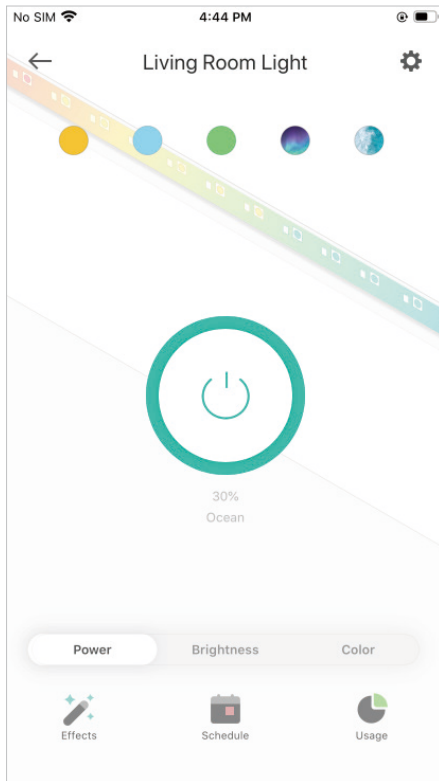 No SIM 4:44 PM
Living Room Light
30%
Ocean
Power Brightness Color
Effects Schedule Usage